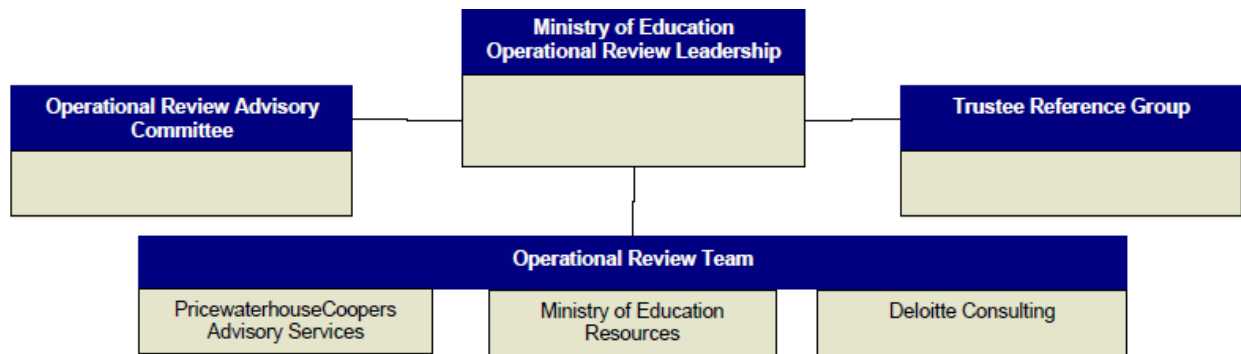 Ministry of Education
Operational Review Leadership
Operational Review Advisory
Committee
Trustee Reference Group
Operational Review Team
PricewaterhouseCoopers
Advisory Services
Ministry of Education
Resources
Deloitte Consulting